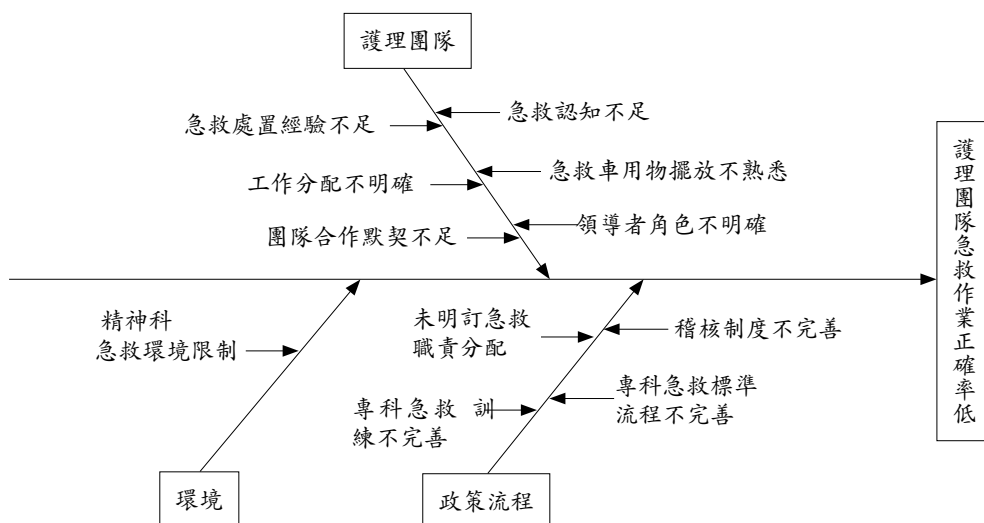 護理團隊
急救認知不足
急救處置經驗不足
急救車用物擺放不熟悉
工作分配不明確
領導者角色不明確
團隊合作默契不足
護理團隊急救作業正確率低
精神科
急救環境限制
未明訂急救
職責分配
稽核制度不完善
專科急救標準
流程不完善
專科急救 訓
練不完善
環境
政策流程